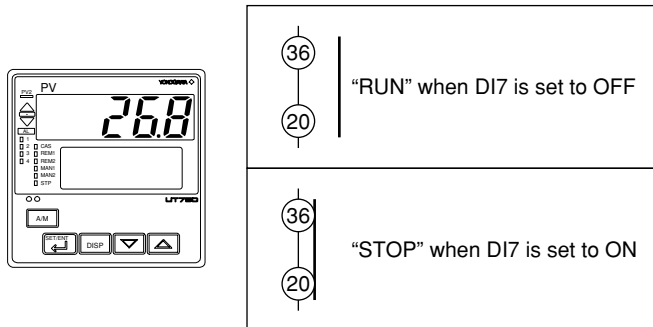 PV
YOKOGAWA
PV2
26.8
AL
1
2 CAS
3 REM1
4 REM2
MAN1
MAN2
STP
UT750
A/M
SET/ENT
DISP
36
"RUN" when DI7 is set to OFF
20
36
"STOP" when DI7 is set to ON
20